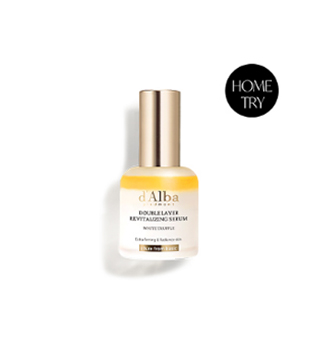 HOME
TRY
d'Alba
DOUBLE LAYER
REVITALIZING SERUM
WHITE TRUFFLE